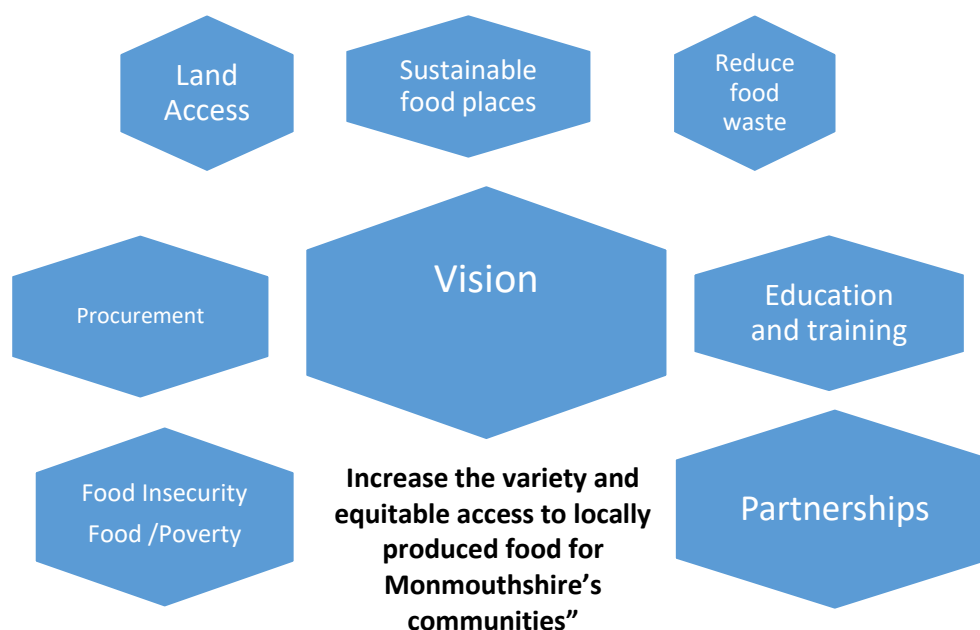 Land
Access
Sustainable
food places
Reduce
food
waste
Vision
Procurement
Education
and training
Food Insecurity
Food /Poverty
Increase the variety and
equitable access to locally
produced food for
Monmouthshire’s
communities”
Partnerships